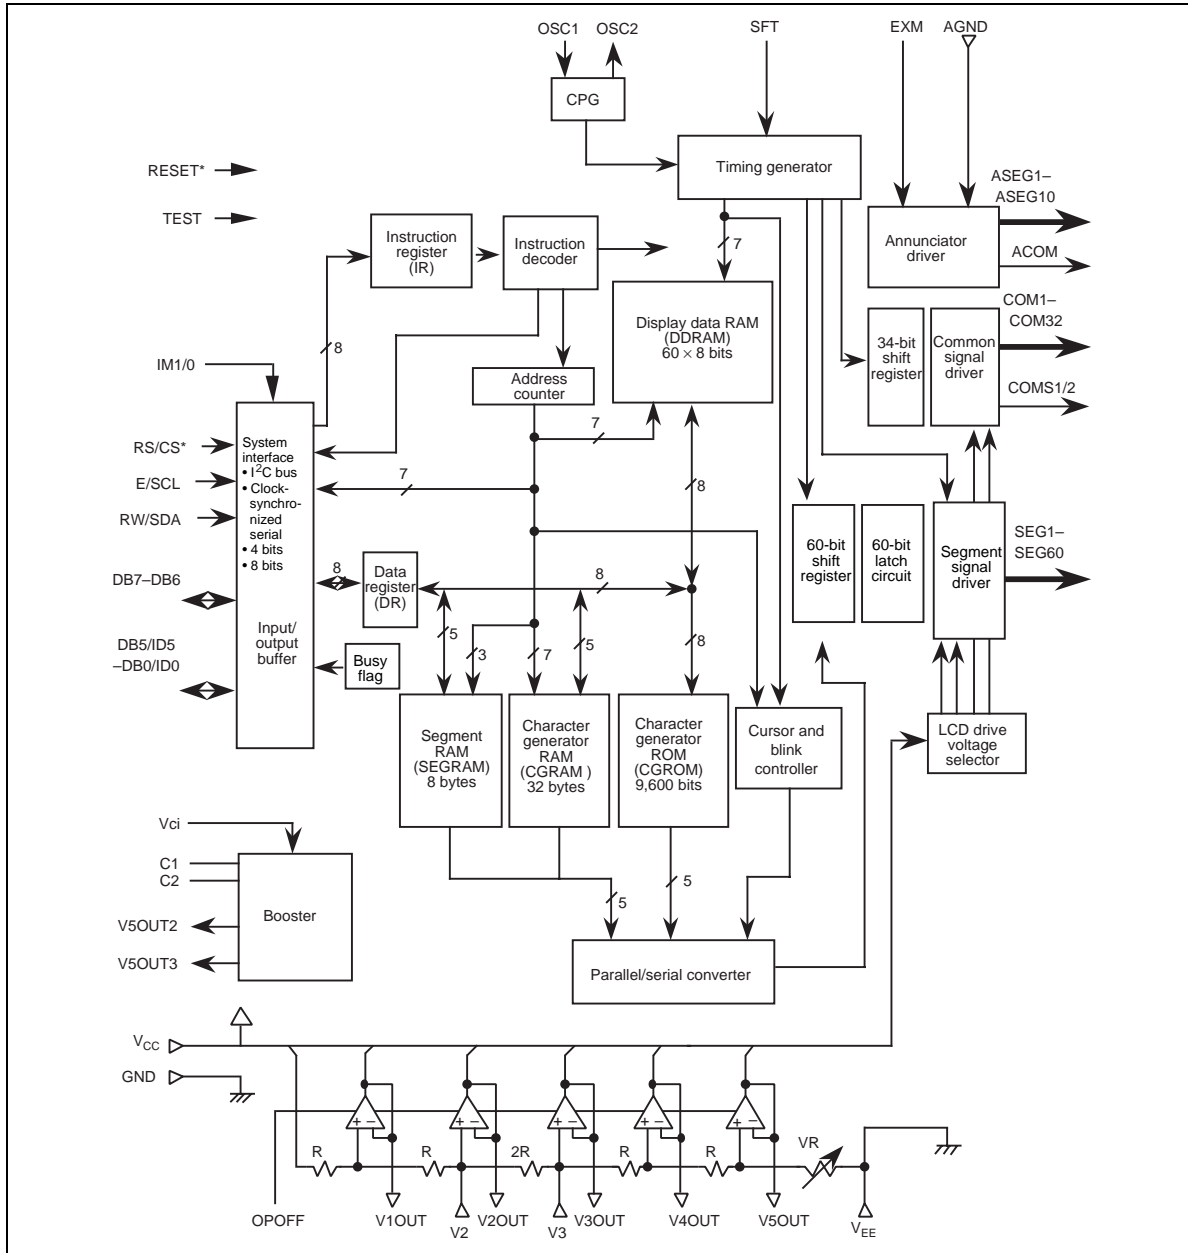 OSC1
OSC2
SFT
EXM
AGND
CPG
Timing generator
RESET*
TEST
Instruction
register
(IR)
Instruction
decoder
7
Annunciator
driver
ASEG1–
ASEG10
ACOM
8
Display data RAM
(DDRAM)
60 × 8 bits
34-bit
shift
register
Common
signal
driver
COM1–
COM32
COMS1/2
IM1/0
Address
counter
7
RS/CS*
E/SCL
RW/SDA
System
interface
• I²C bus
• Clock-
synchro-
nized
serial
• 4 bits
• 8 bits
7
8
60-bit
shift
register
60-bit
latch
circuit
Segment
signal
driver
SEG1–
SEG60
DB7–DB6
8
Data
register
(DR)
8
DB5/ID5
–DB0/ID0
Input/
output
buffer
5
3
7
5
8
Busy
flag
Segment
RAM
(SEGRAM)
8 bytes
Character
generator
RAM
(CGRAM )
32 bytes
Character
generator
ROM
(CGROM)
9,600 bits
Cursor and
blink
controller
LCD drive
voltage
selector
Vci
C1
C2
Booster
V5OUT2
V5OUT3
5
5
Parallel/serial converter
VCC
GND
+ −
+ −
+ −
+ −
+ −
R
R
2R
R
R
VR
OPOFF
V1OUT
V2
V2OUT
V3
V3OUT
V4OUT
V5OUT
VEE